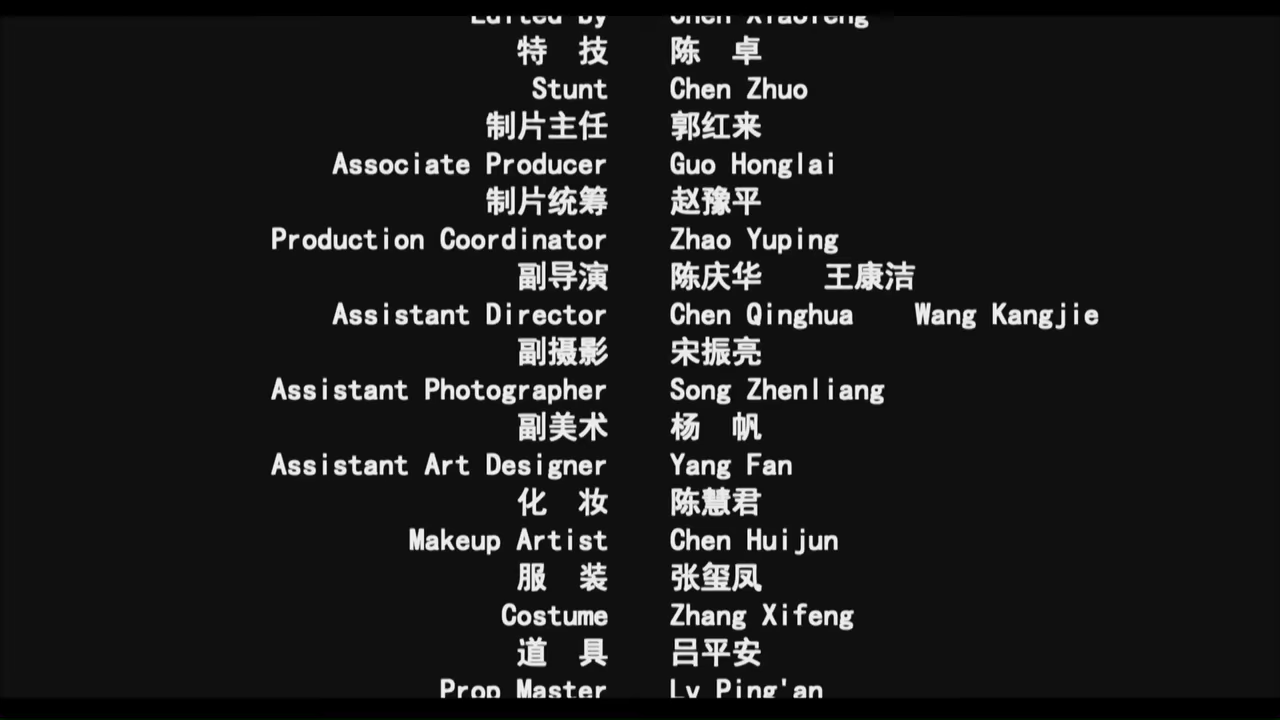 Edited by    Chen Xiaofeng
特  技    陈  卓
Stunt    Chen Zhuo
制片主任    郭红来
Associate Producer    Guo Honglai
制片统筹    赵豫平
Production Coordinator    Zhao Yuping
副导演    陈庆华    王康洁
Assistant Director    Chen Qinghua    Wang Kangjie
副摄影    宋振亮
Assistant Photographer    Song Zhenliang
副美术    杨  帆
Assistant Art Designer    Yang Fan
化  妆    陈慧君
Makeup Artist    Chen Huijun
服  装    张玺凤
Costume    Zhang Xifeng
道  具    吕平安
Prop Master    Lv Ping'an